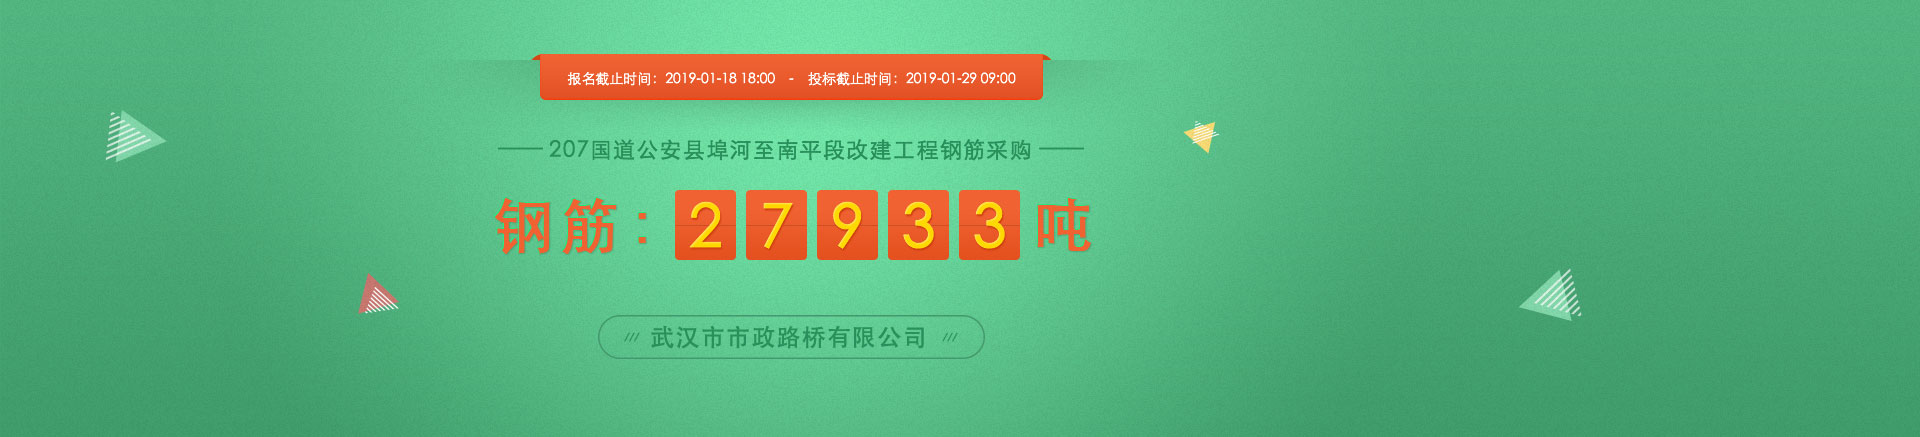 报名截止时间：2019-01-18 18:00 - 投标截止时间：2019-01-29 09:00
207国道公安县埠河至南平段改建工程钢筋采购
钢筋：27933吨
武汉市市政路桥有限公司